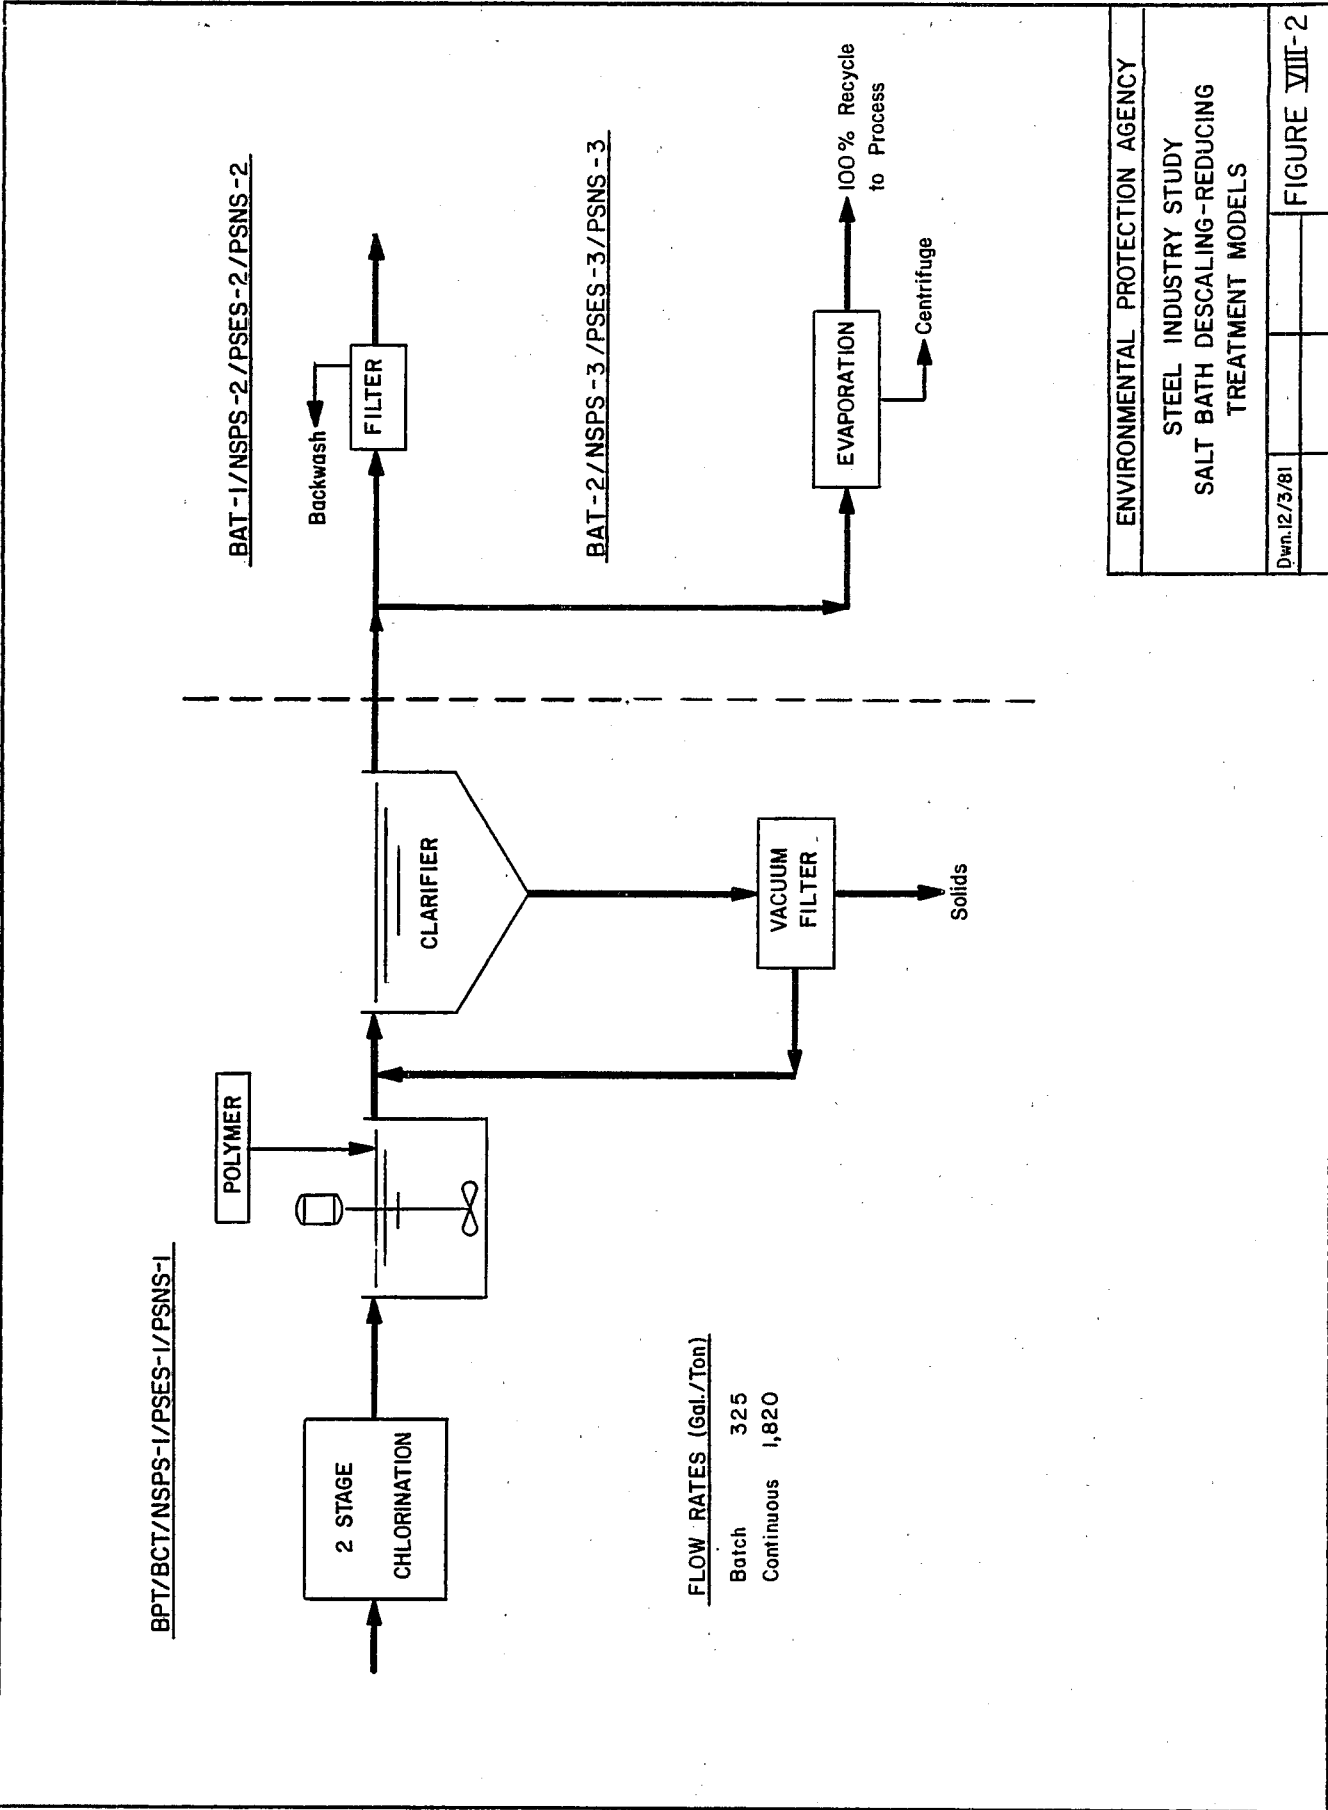 BPT/BCT/NSPS-1/PSES-1/PSNS-1
POLYMER
2 STAGE
CHLORINATION
CLARIFIER
VACUUM
FILTER
Solids
FLOW RATES (Gal./Ton)
Batch 325
Continuous 1,820
BAT-1/NSPS-2/PSES-2/PSNS-2
Backwash
FILTER
BAT-2/NSPS-3/PSES-3/PSNS-3
EVAPORATION
100% Recycle
to Process
Centrifuge
ENVIRONMENTAL PROTECTION AGENCY
STEEL INDUSTRY STUDY
SALT BATH DESCALING-REDUCING
TREATMENT MODELS
Dwn.12/3/81
FIGURE VIII-2